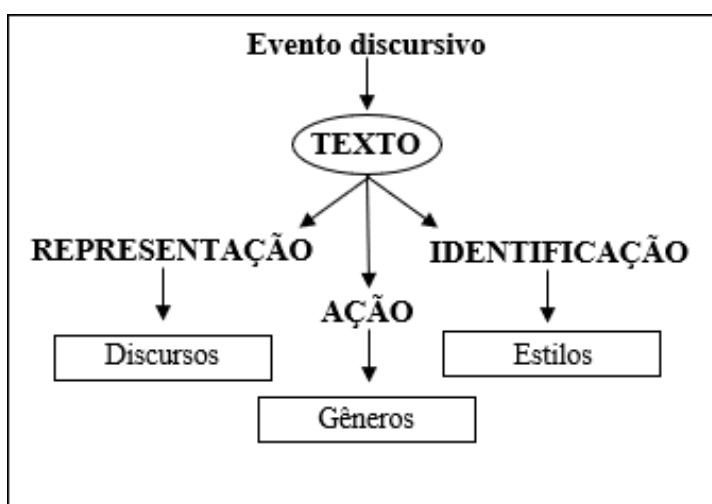 Evento discursivo
TEXTO
REPRESENTAÇÃO
IDENTIFICAÇÃO
AÇÃO
Discursos
Estilos
Gêneros